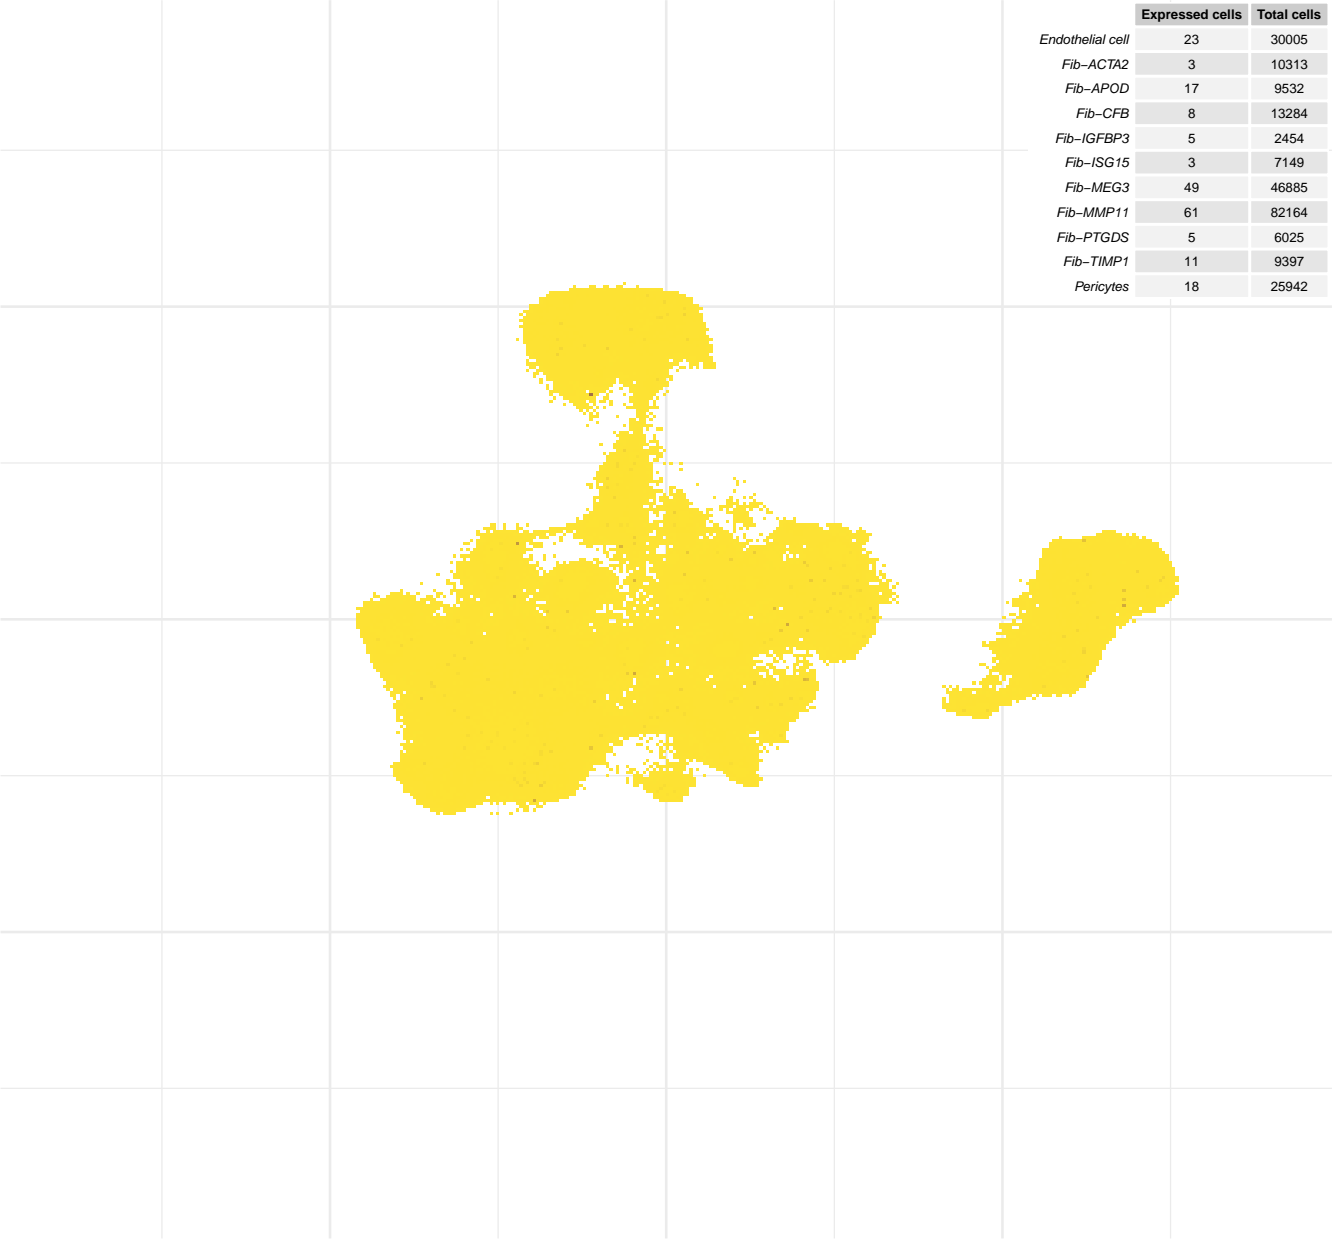 Expressed cells Total cells
Endothelial cell 23 30005
Fib−ACTA2 3 10313
Fib−APOD 17 9532
Fib−CFB 8 13284
Fib−IGFBP3 5 2454
Fib−ISG15 3 7149
Fib−MEG3 49 46885
Fib−MMP11 61 82164
Fib−PTGDS 5 6025
Fib−TIMP1 11 9397
Pericytes 18 25942